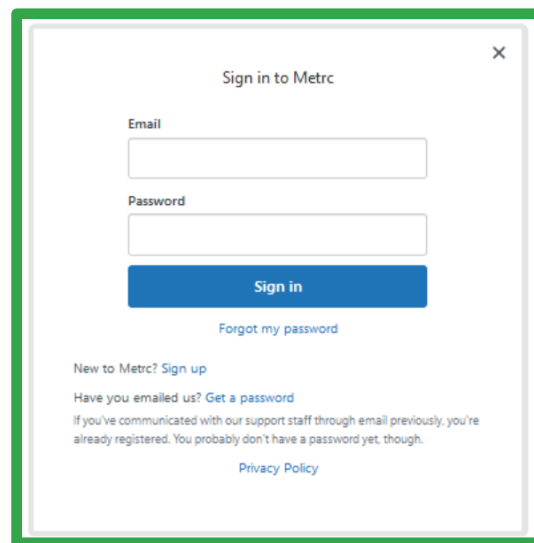 Sign in to Metrc
Email
Password
Sign in
Forgot my password
New to Metrc? Sign up
Have you emailed us? Get a password
If you've communicated with our support staff through email previously, you're
already registered. You probably don't have a password yet, though.
Privacy Policy